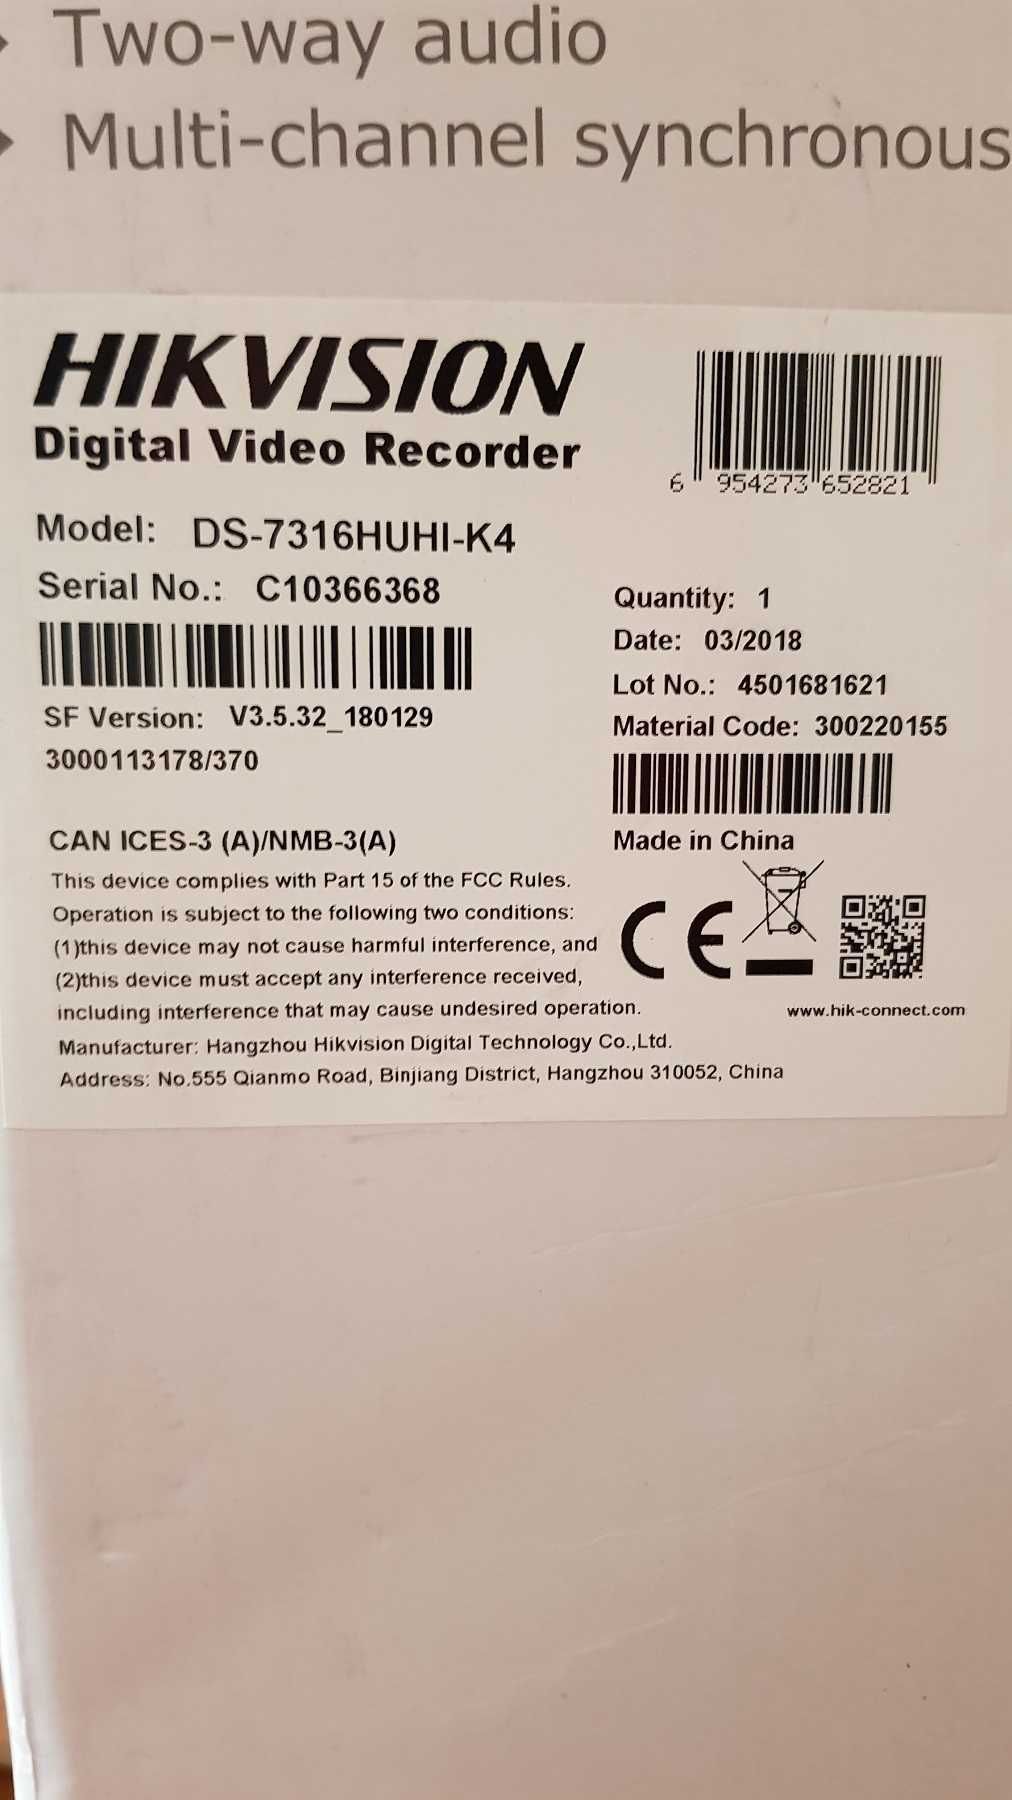 Two-way audio
Multi-channel synchronous
HIKVISION
Digital Video Recorder
6 954273 652821
Model: DS-7316HUHI-K4
Serial No.: C10366368
Quantity: 1
Date: 03/2018
Lot No.: 4501681621
SF Version: V3.5.32_180129
Material Code: 300220155
3000113178/370
CAN ICES-3 (A)/NMB-3(A)
Made in China
This device complies with Part 15 of the FCC Rules.
Operation is subject to the following two conditions:
(1)this device may not cause harmful interference, and
(2)this device must accept any interference received,
including interference that may cause undesired operation.
CE
www.hik-connect.com
Manufacturer: Hangzhou Hikvision Digital Technology Co.,Ltd.
Address: No.555 Qianmo Road, Binjiang District, Hangzhou 310052, China